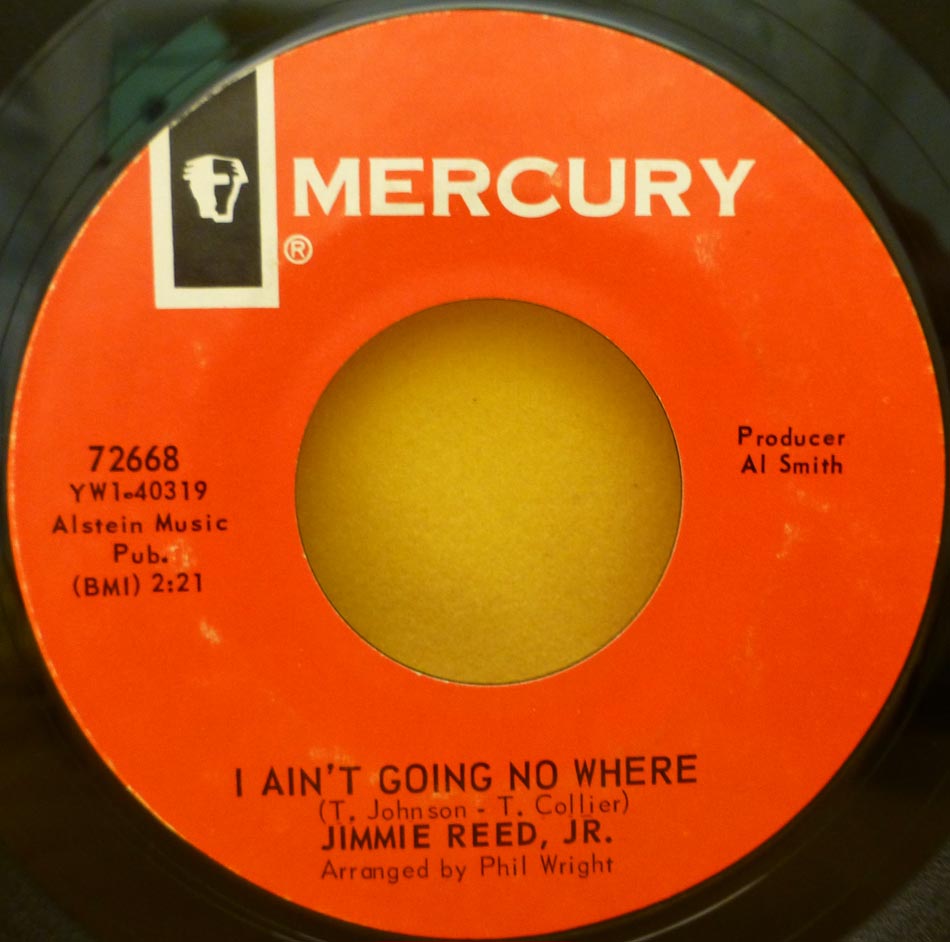 MERCURY
®
72668
YW1-40319
Alstein Music
Pub.
(BMI) 2:21
Producer
Al Smith
I AIN'T GOING NO WHERE
(T. Johnson - T. Collier)
JIMMIE REED, JR.
Arranged by Phil Wright